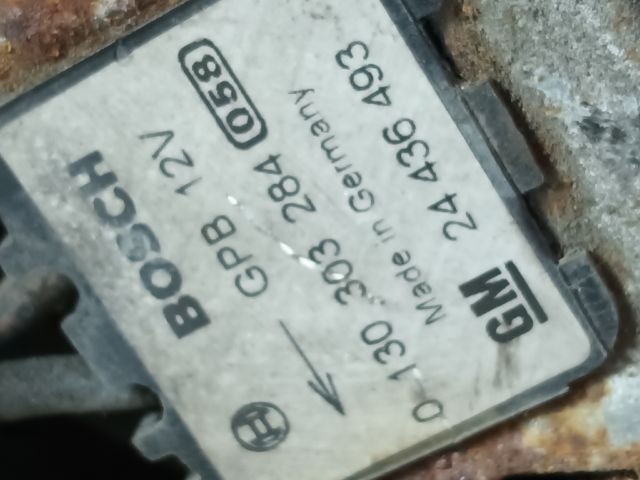 BOSCH
GPB 12V
0 130 303 284 058
Made in Germany
GM 24 436 493